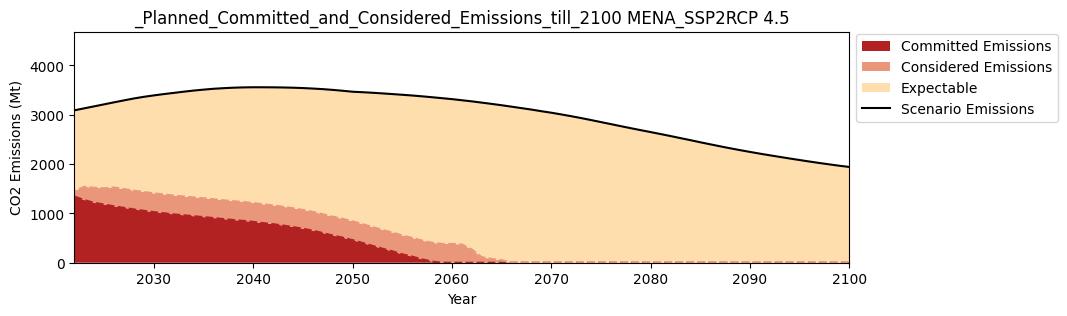 _Planned_Committed_and_Considered_Emissions_till_2100 MENA_SSP2RCP 4.5
Committed Emissions
Considered Emissions
Expectable
Scenario Emissions
CO2 Emissions (Mt)
4000
3000
2000
1000
0
2030 2040 2050 2060 2070 2080 2090 2100
Year